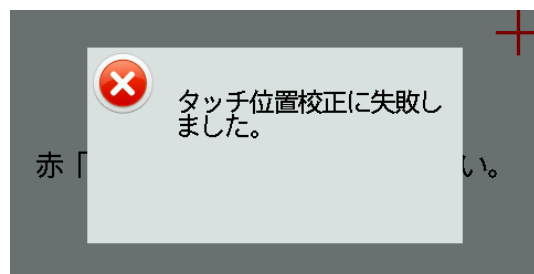 タッチ位置校正に失敗し
ました。
赤「
い。